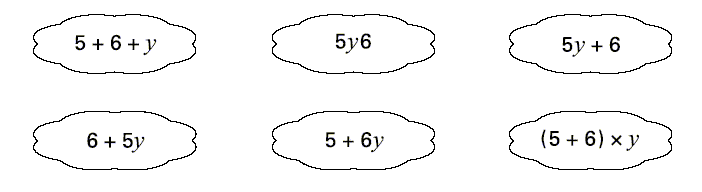 5 + 6 + y
5y6
5y + 6
6 + 5y
5 + 6y
(5 + 6) × y